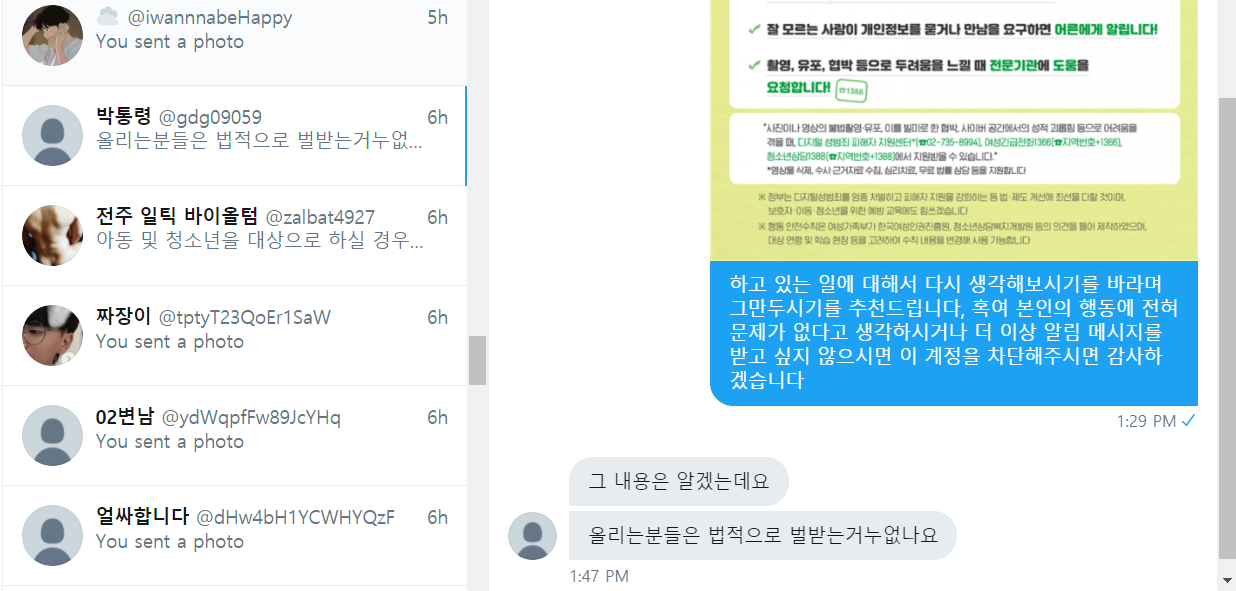 @iwannnabeHappy 5h
You sent a photo
박통령 @gdg09059 6h
올리는분들은 법적으로 벌받는거누없...
전주 일틱 바이올텀 @zalbat4927 6h
아동 및 청소년을 대상으로 하실 경우...
짜장이 @tptyT23QoEr1SaW 6h
You sent a photo
02변남 @ydWqpfFw89JcYHq 6h
You sent a photo
얼싸합니다 @dHw4bH1YCWHYQzF 6h
You sent a photo
잘 모르는 사람이 개인정보를 묻거나 만남을 요구하면 어른에게 알립니다!
촬영, 유포, 협박 등으로 두려움을 느낄 때 전문기관에 도움을
요청합니다! ☎1366
*사진이나 영상의 불법촬영·유포, 이를 빌미로 한 협박, 사이버 공간에서의 성적 괴롭힘 등으로 어려움을
겪을 때, 디지털 성범죄 피해자 지원센터*(☎02-735-8994), 여성긴급전화1366(☎지역번호+1366),
청소년상담1388(☎지역번호+1388)에서 지원받을 수 있습니다.*
*영상물 삭제, 수사 근거자료 수집, 심리치료, 무료 법률 상담 등을 지원합니다
※ 정부는 디지털성범죄를 엄중 처벌하고 피해자 지원을 강화하는 등 법·제도 개선에 최선을 다할 것이며,
보호자·아동·청소년을 위한 예방 교육에도 힘쓰겠습니다
※ 행동 안전수칙은 여성가족부가 한국여성인권진흥원, 청소년상담복지개발원 등의 의견을 들어 제작하였으며,
대상 연령 및 학습 현장 등을 고려하여 수칙 내용을 변경해 사용 가능합니다
하고 있는 일에 대해서 다시 생각해보시기를 바라며
그만두시기를 추천드립니다, 혹여 본인의 행동에 전혀
문제가 없다고 생각하시거나 더 이상 알림 메시지를
받고 싶지 않으시면 이 계정을 차단해주시면 감사하
겠습니다
1:29 PM
그 내용은 알겠는데요
올리는분들은 법적으로 벌받는거누없나요
1:47 PM